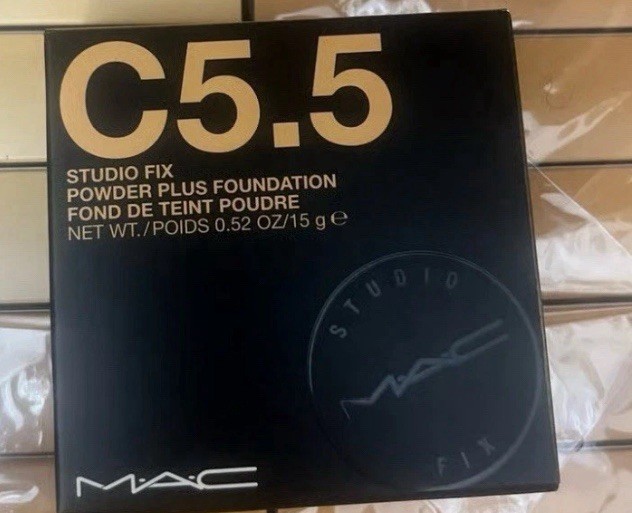 C5.5
STUDIO FIX
POWDER PLUS FOUNDATION
FOND DE TEINT POUDRE
NET WT./POIDS 0.52 OZ/15 g ℮
STUDIO
M·A·C
FIX
M·A·C